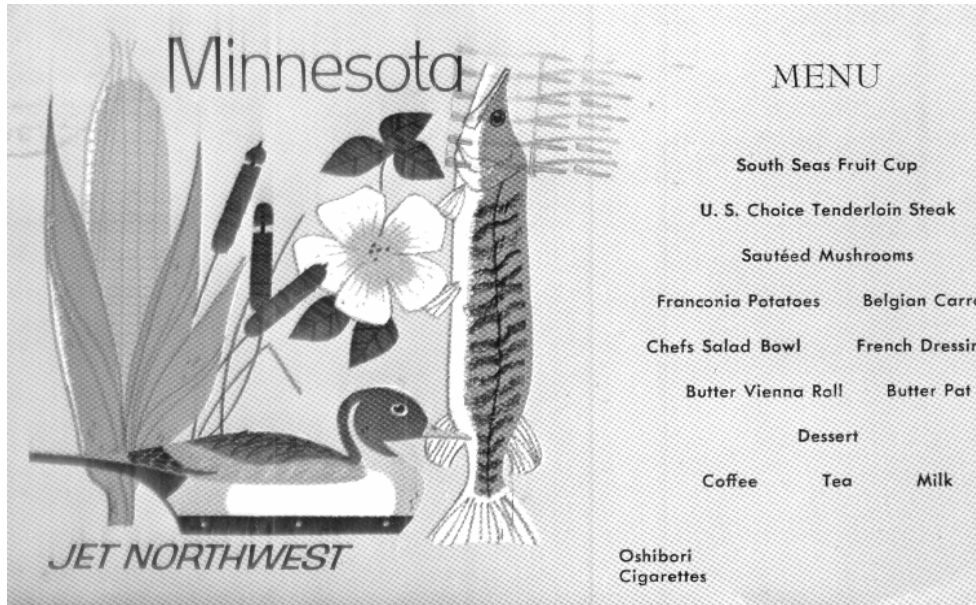 Minnesota
JET NORTHWEST
MENU
South Seas Fruit Cup
U. S. Choice Tenderloin Steak
Sautéed Mushrooms
Franconia Potatoes Belgian
Chefs Salad Bowl French
Butter Vienna Roll Butter Pat
Dessert
Coffee Tea Milk
Oshibori
Cigarettes